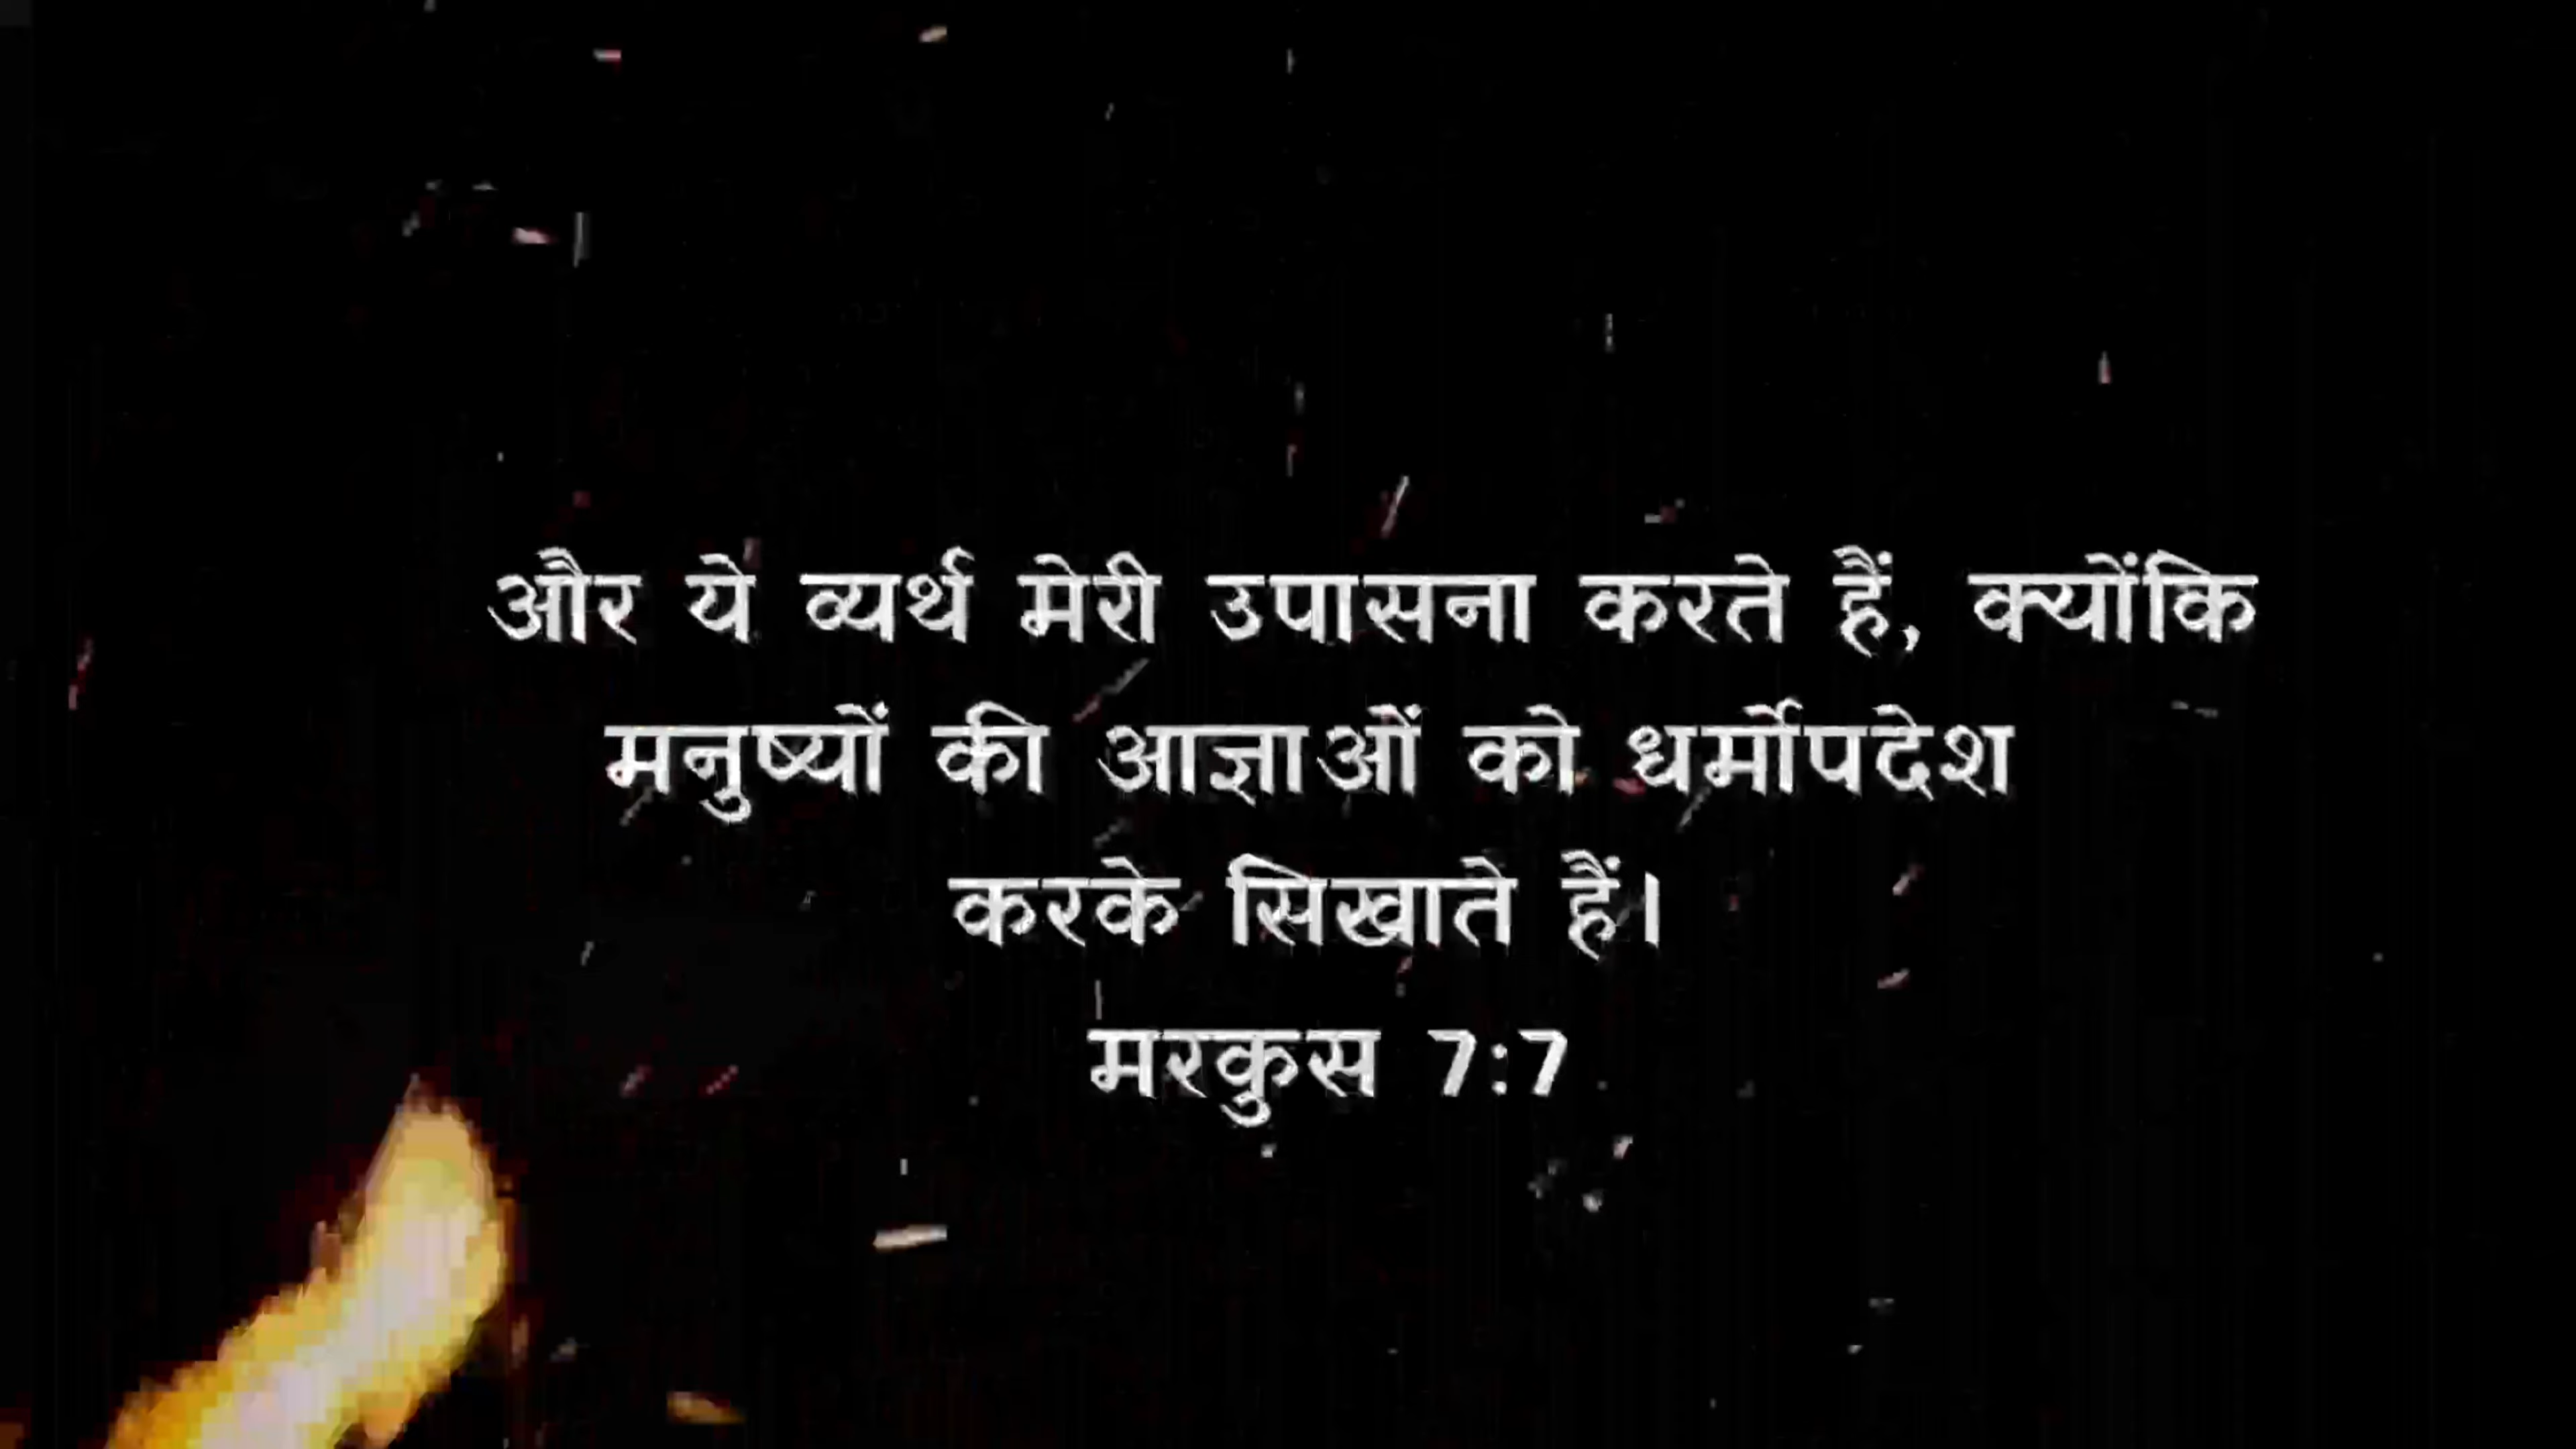 और ये व्यर्थ मेरी उपासना करते हैं, क्योंकि
मनुष्यों की आज्ञाओं को धर्मोपदेश
करके सिखाते हैं।
मरकुस 7:7